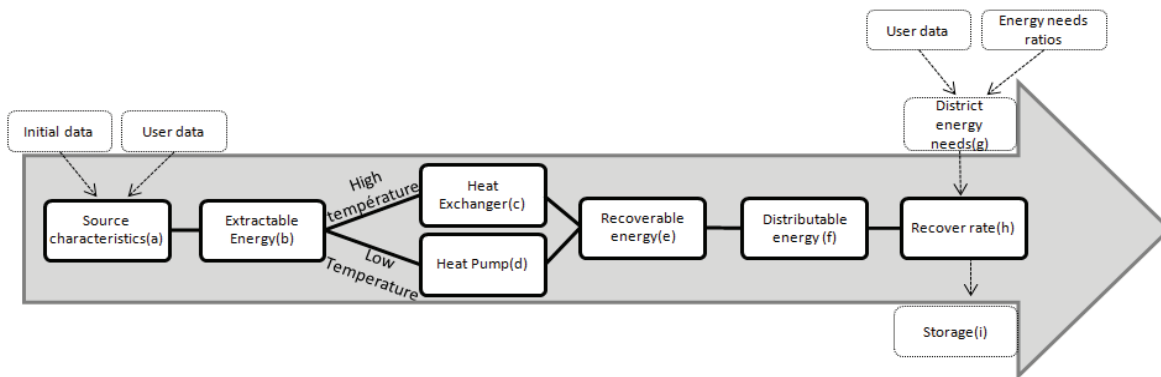 User data
Energy needs
ratios
Initial data
User data
District
energy
needs(g)
High
température
Heat
Exchanger(c)
Source
characteristics(a)
Extractable
Energy(b)
Recoverable
energy(e)
Distributable
energy (f)
Recover rate(h)
Low
Temperature
Heat Pump(d)
Storage(i)